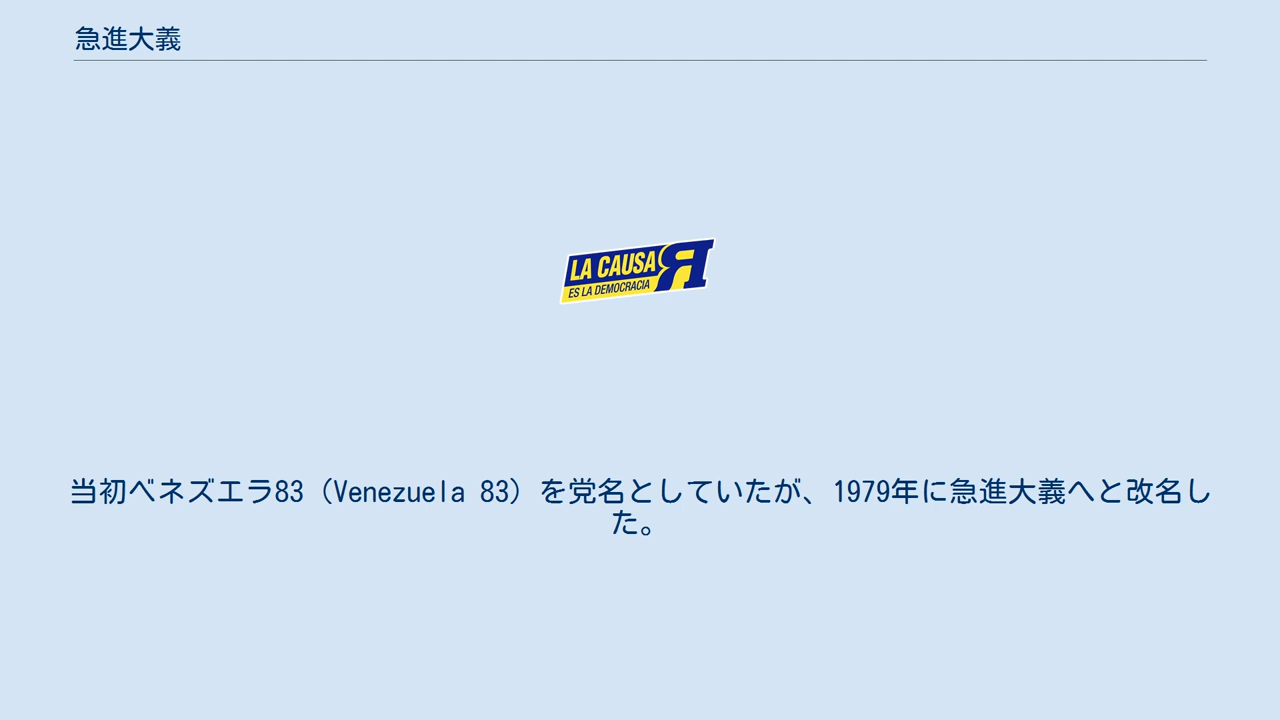 急進大義
LA CAUSA Я
ES LA DEMOCRACIA
当初ベネズエラ83（Venezuela 83）を党名としていたが、1979年に急進大義へと改名し
た。